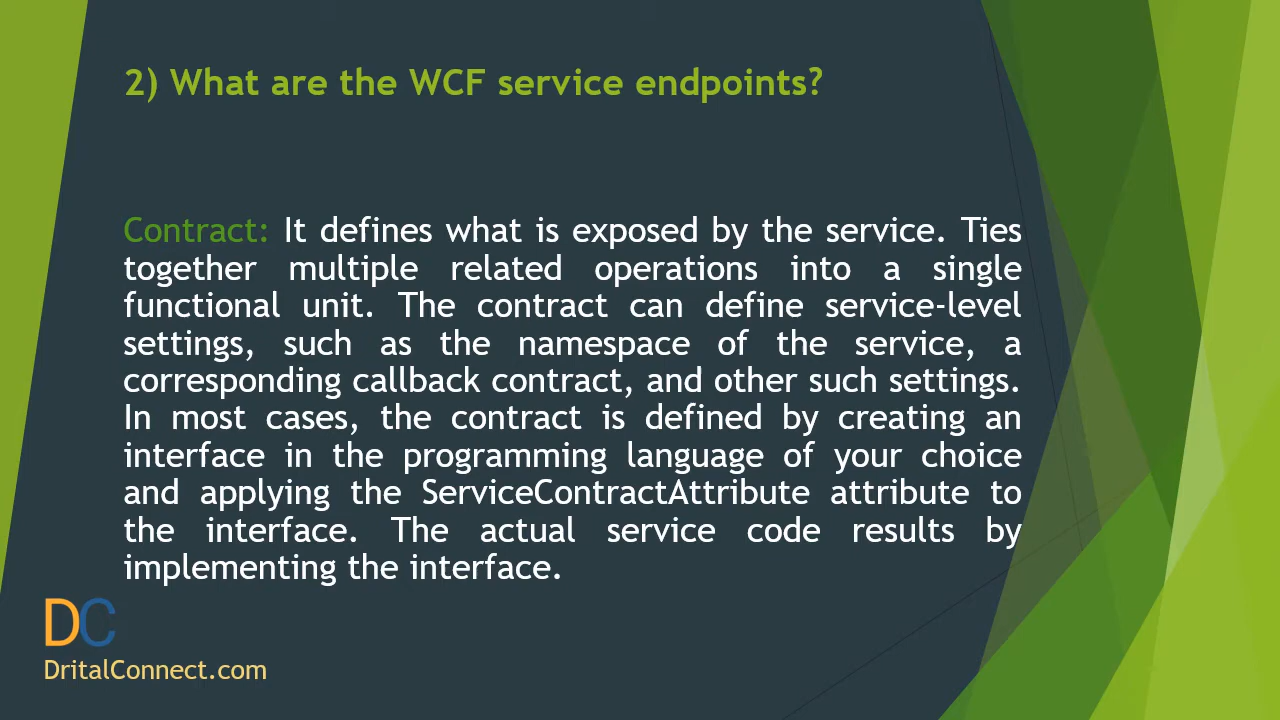 2) What are the WCF service endpoints?
Contract: It defines what is exposed by the service. Ties
together multiple related operations into a single
functional unit. The contract can define service-level
settings, such as the namespace of the service, a
corresponding callback contract, and other such settings.
In most cases, the contract is defined by creating an
interface in the programming language of your choice
and applying the ServiceContractAttribute attribute to
the interface. The actual service code results by
implementing the interface.
DC
DritalConnect.com